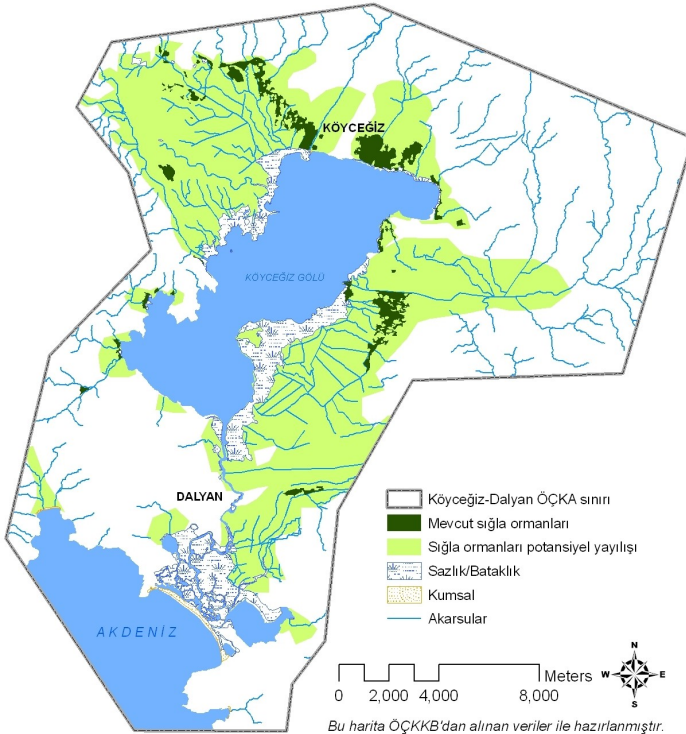 KÖYCEĞİZ
KÖYCEĞİZ GÖLÜ
DALYAN
AKDENİZ
Köyceğiz-Dalyan ÖÇKA sınırı
Mevcut sığla ormanları
Sığla ormanları potansiyel yayılışı
Sazlık/Bataklık
Kumsal
Akarsular
0 2,000 4,000 8,000 Meters
N
W E
S
Bu harita ÖÇKKB'dan alınan veriler ile hazırlanmıştır.